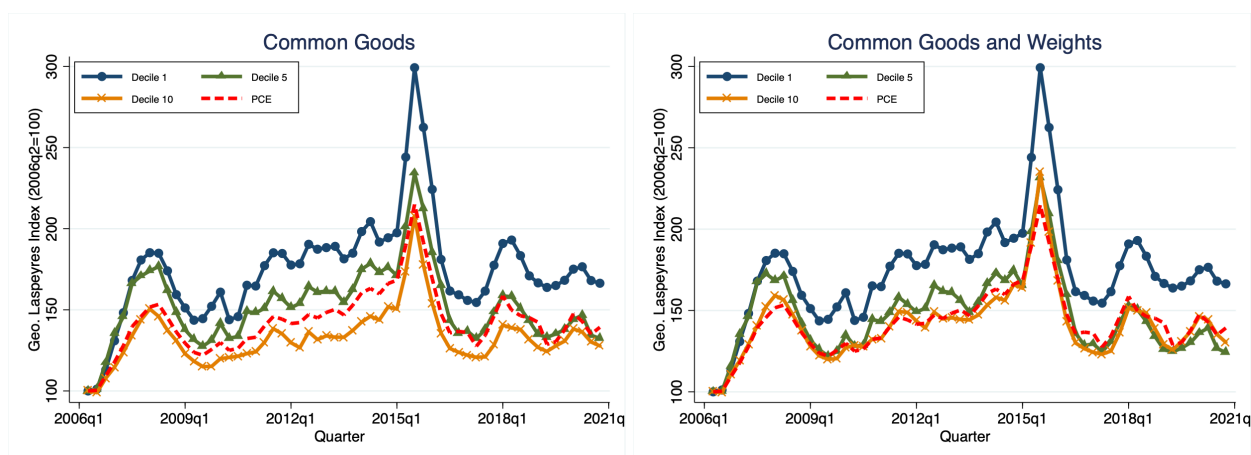 Common Goods
Geo. Laspeyres Index (2006q2=100)
300
250
200
150
100
Decile 1
Decile 5
Decile 10
PCE
2006q1 2009q1 2012q1 2015q1 2018q1 2021q
Quarter
Common Goods and Weights
Geo. Laspeyres Index (2006q2=100)
300
250
200
150
100
Decile 1
Decile 5
Decile 10
PCE
2006q1 2009q1 2012q1 2015q1 2018q1 2021q
Quarter